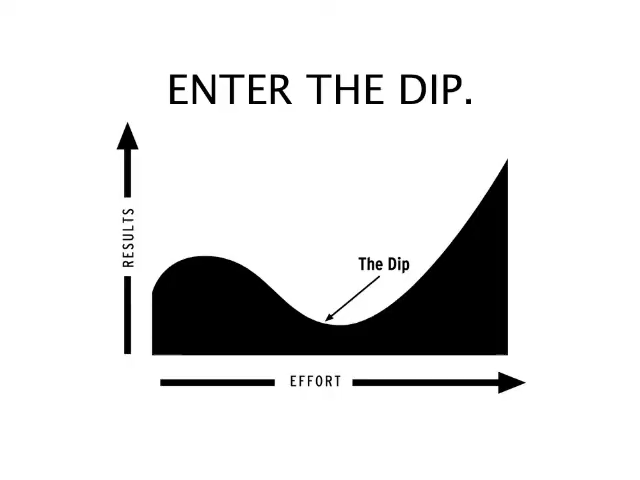 ENTER THE DIP.
RESULTS
The Dip
EFFORT